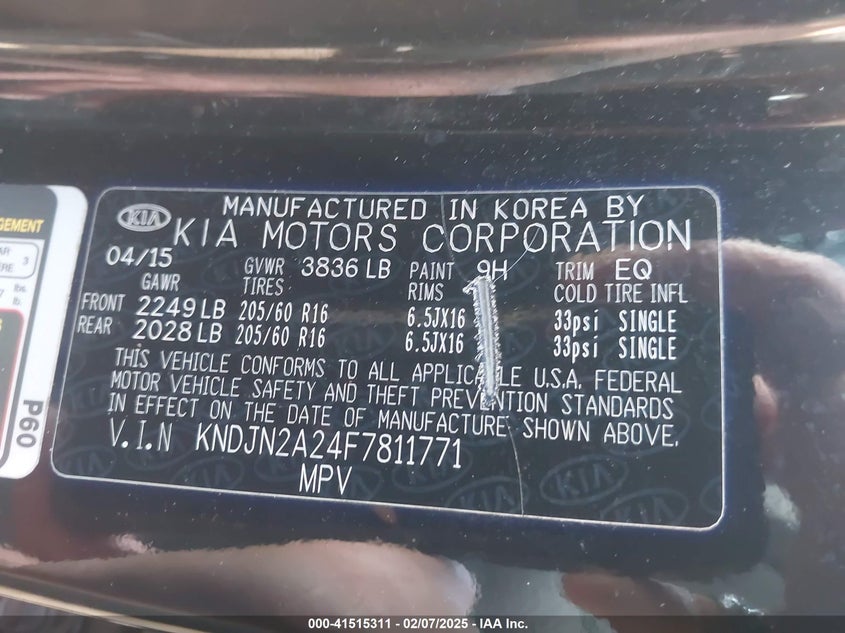 MANUFACTURED IN KOREA BY
KIA KIA MOTORS CORPORATION
04/15 GVWR 3836 LB PAINT 9H TRIM EQ
GAWR TIRES RIMS COLD TIRE INFL
FRONT 2249 LB 205/60 R16 6.5JX16 33psi SINGLE
REAR 2028 LB 205/60 R16 6.5JX16 33psi SINGLE
THIS VEHICLE CONFORMS TO ALL APPLICABLE U.S.A. FEDERAL
MOTOR VEHICLE SAFETY AND THEFT PREVENTION STANDARDS
IN EFFECT ON THE DATE OF MANUFACTURE SHOWN ABOVE.
V.I.N KNDJN2A24F7811771
MPV
P60
000-41515311 - 02/07/2025 - IAA Inc.